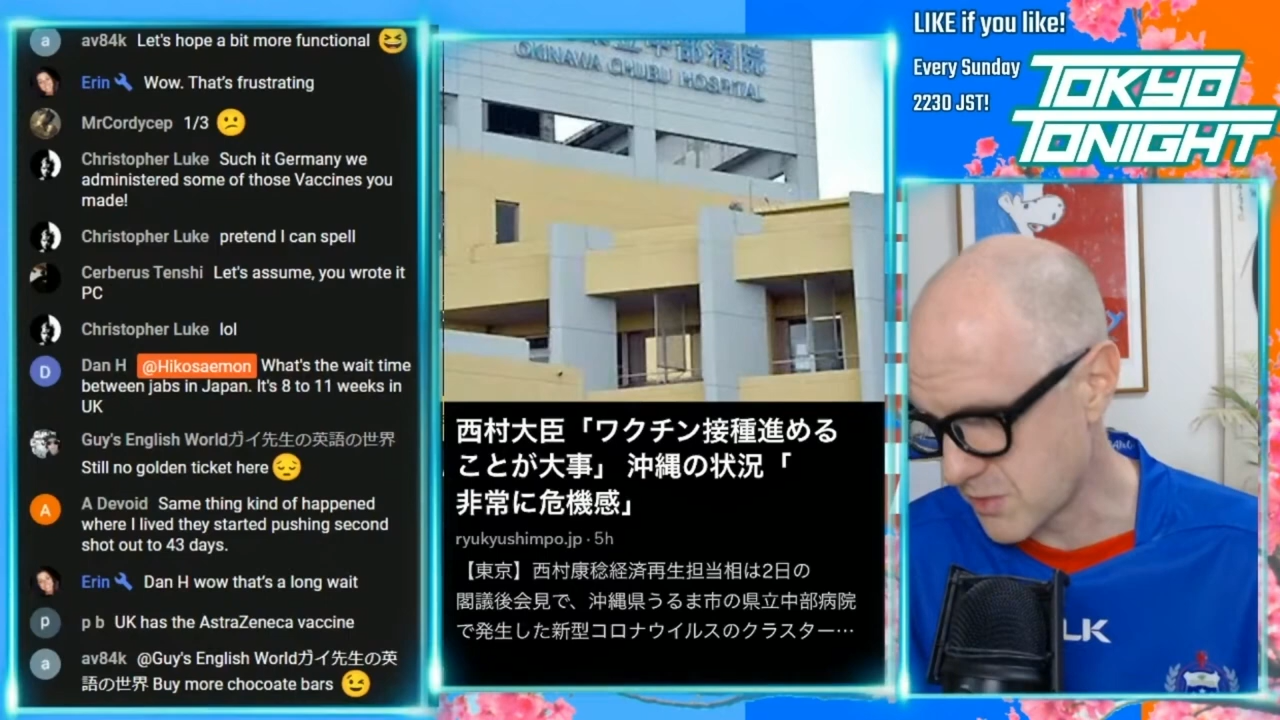 av84k Let's hope a bit more functional 😆
Erin Wow. That's frustrating
MrCordycep 1/3 😕
Christopher Luke Such it Germany we
administered some of those Vaccines you
made!
Christopher Luke pretend I can spell
Cerberus Tenshi Let's assume, you wrote it
PC
Christopher Luke lol
Dan H @Hikosaemon What's the wait time
between jabs in Japan. It's 8 to 11 weeks in
UK
Guy's English Worldガイ先生の英語の世界
Still no golden ticket here 😔
A Devoid Same thing kind of happened
where I lived they started pushing second
shot out to 43 days.
Erin Dan H wow that's a long wait
p b UK has the AstraZeneca vaccine
av84k @Guy's English Worldガイ先生の英
語の世界 Buy more chocoate bars 😉
中部病院
OKINAWA CHUBU HOSPITAL
西村大臣「ワクチン接種進める
ことが大事」 沖縄の状況「
非常に危機感」
ryukyushimpo.jp · 5h
【東京】西村康稔経済再生担当相は2日の
閣議後会見で、沖縄県うるま市の県立中部病院
で発生した新型コロナウイルスのクラスター…
LIKE if you like!
Every Sunday
2230 JST!
TOKYO
TONIGHT
LK